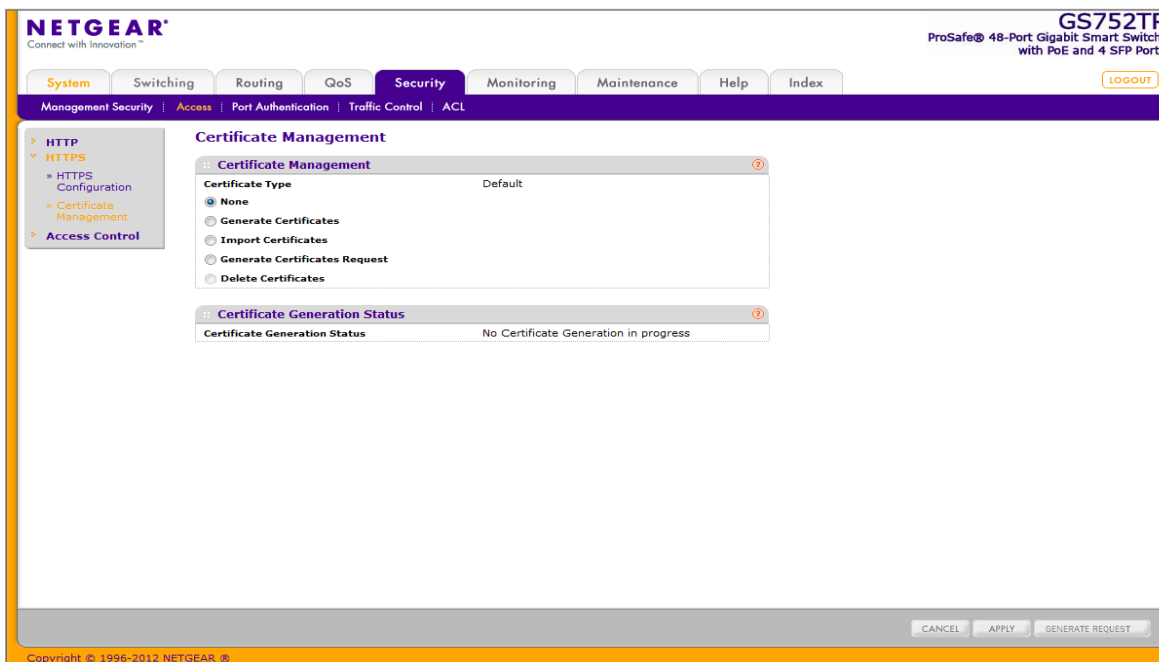 NETGEAR®
Connect with Innovation™
GS752TP
ProSafe® 48-Port Gigabit Smart Switch
with PoE and 4 SFP Port
System Switching Routing QoS Security Monitoring Maintenance Help Index
LOGOUT
Management Security | Access | Port Authentication | Traffic Control | ACL
HTTP
HTTPS
» HTTPS
Configuration
» Certificate
Management
Access Control
Certificate Management
Certificate Management
Certificate Type Default
None
Generate Certificates
Import Certificates
Generate Certificates Request
Delete Certificates
Certificate Generation Status
Certificate Generation Status No Certificate Generation in progress
CANCEL APPLY GENERATE REQUEST
Copyright © 1996-2012 NETGEAR ®